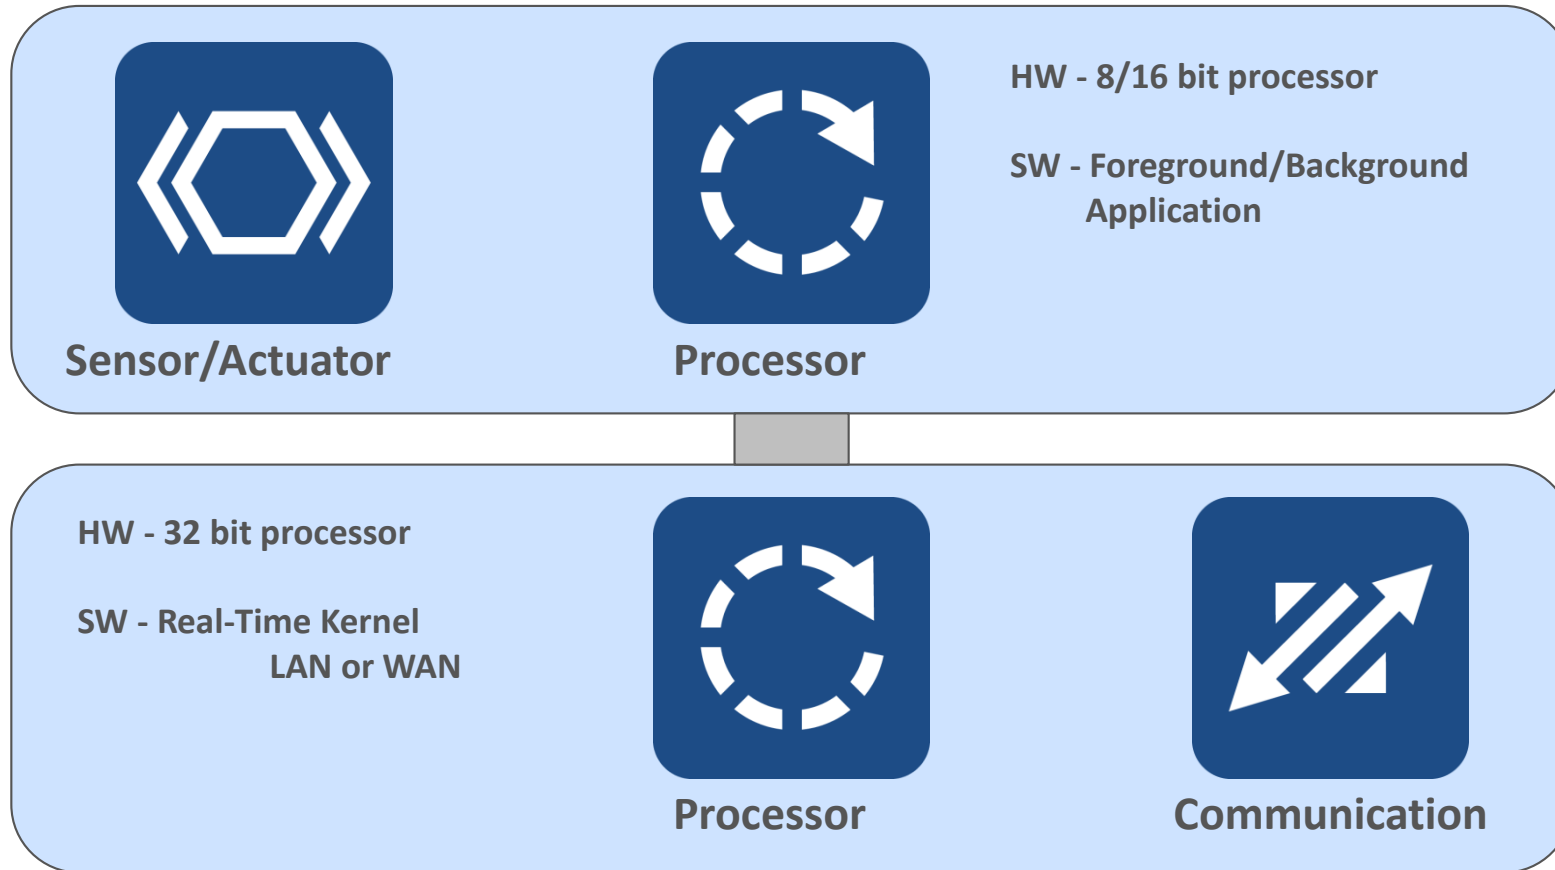 HW - 8/16 bit processor
SW - Foreground/Background
Application
Sensor/Actuator
Processor
HW - 32 bit processor
SW - Real-Time Kernel
LAN or WAN
Processor
Communication